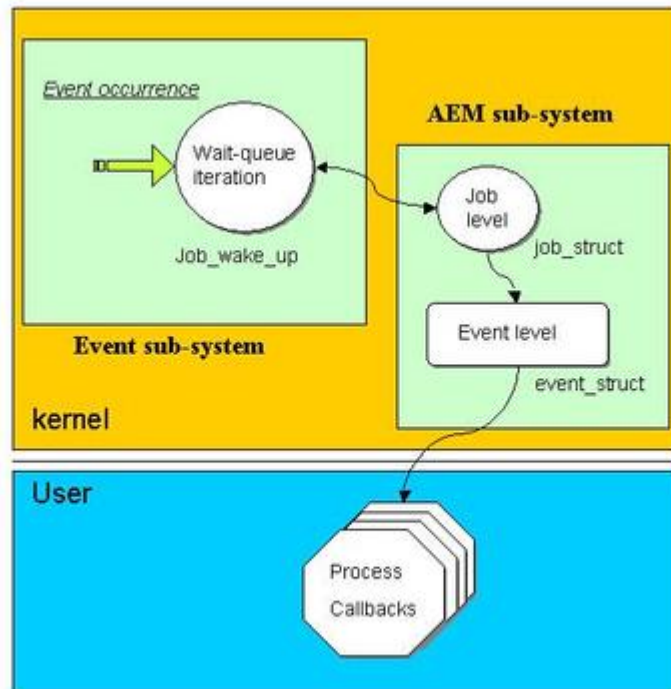 Event occurrence
AEM sub-system
Wait-queue
iteration
Job
level
Job_wake_up
job_struct
Event level
Event sub-system
event_struct
kernel
User
Process
Callbacks